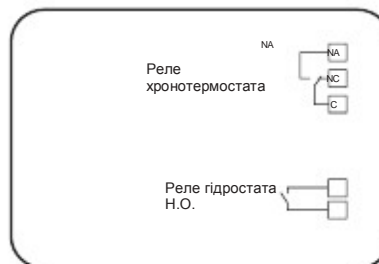 NA
NA
Реле
хронотермостата
NC
C
Реле гідростата
Н.О.